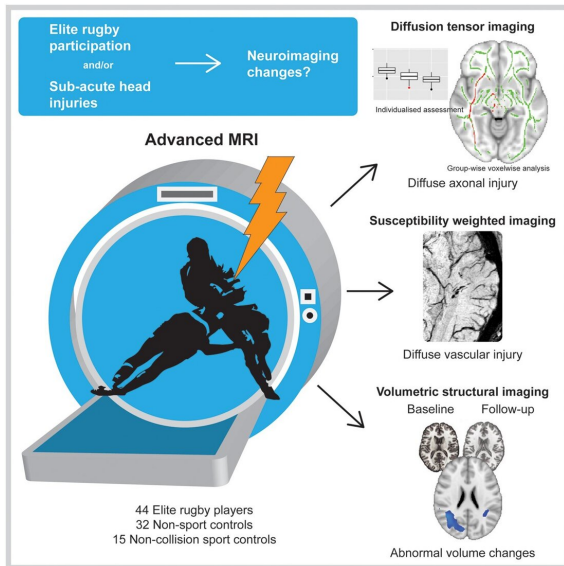 Elite rugby
participation
and/or
Sub-acute head
injuries
Neuroimaging
changes?
Advanced MRI
44 Elite rugby players
32 Non-sport controls
15 Non-collision sport controls
Diffusion tensor imaging
Individualised assessment
Group-wise voxelwise analysis
Diffuse axonal injury
Susceptibility weighted imaging
Diffuse vascular injury
Volumetric structural imaging
Baseline Follow-up
Abnormal volume changes